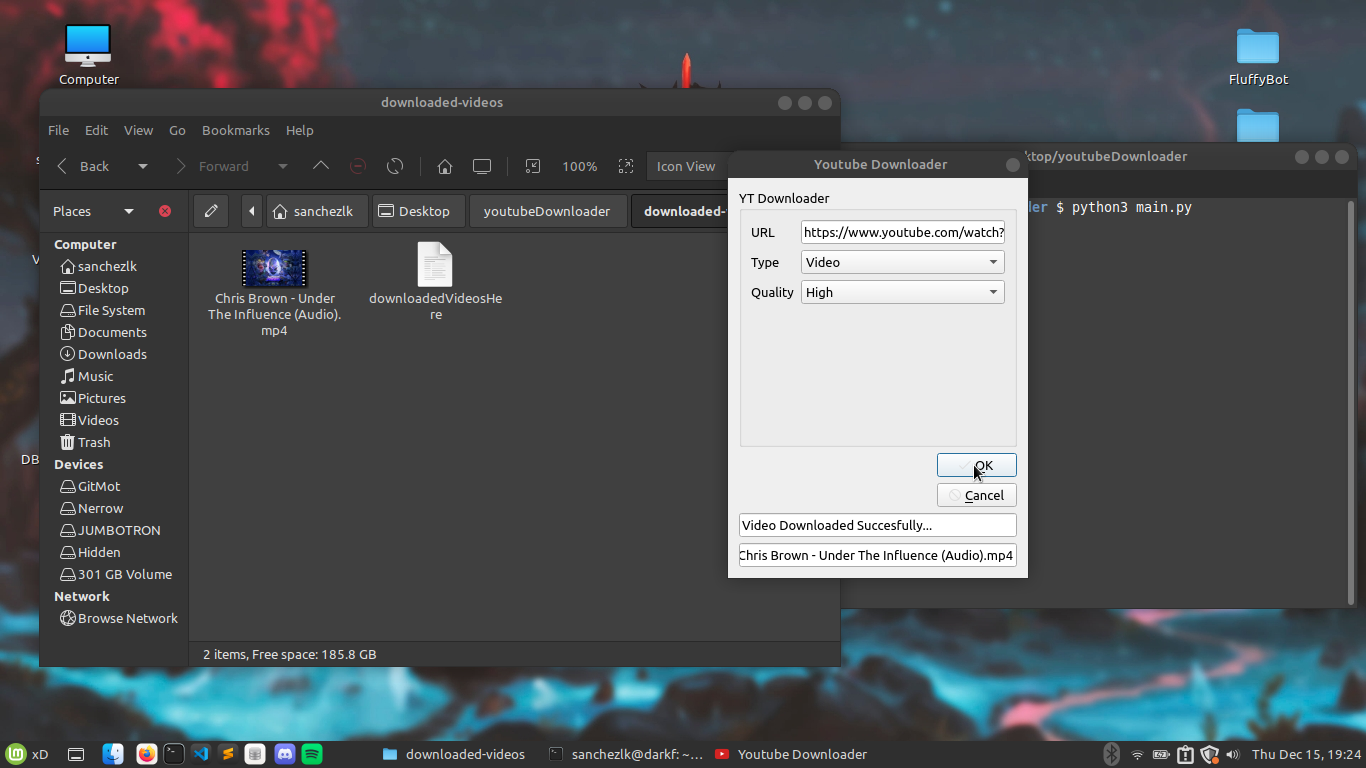 Computer
FluffyBot
downloaded-videos
File Edit View Go Bookmarks Help
Back Forward 100% Icon View
Places sanchezlk Desktop youtubeDownloader downloaded-
Computer
sanchezlk
Desktop
File System
Documents
Downloads
Music
Pictures
Videos
Trash
Devices
GitMot
Nerrow
JUMBOTRON
Hidden
301 GB Volume
Network
Browse Network
Chris Brown - Under
The Influence (Audio).
mp4
downloadedVideosHe
re
2 items, Free space: 185.8 GB
DB
ktop/youtubeDownloader
der $ python3 main.py
Youtube Downloader
YT Downloader
URL https://www.youtube.com/watch?
Type Video
Quality High
OK
Cancel
Video Downloaded Succesfully...
Chris Brown - Under The Influence (Audio).mp4
xD downloaded-videos sanchezlk@darkf: ~... Youtube Downloader Thu Dec 15, 19:24